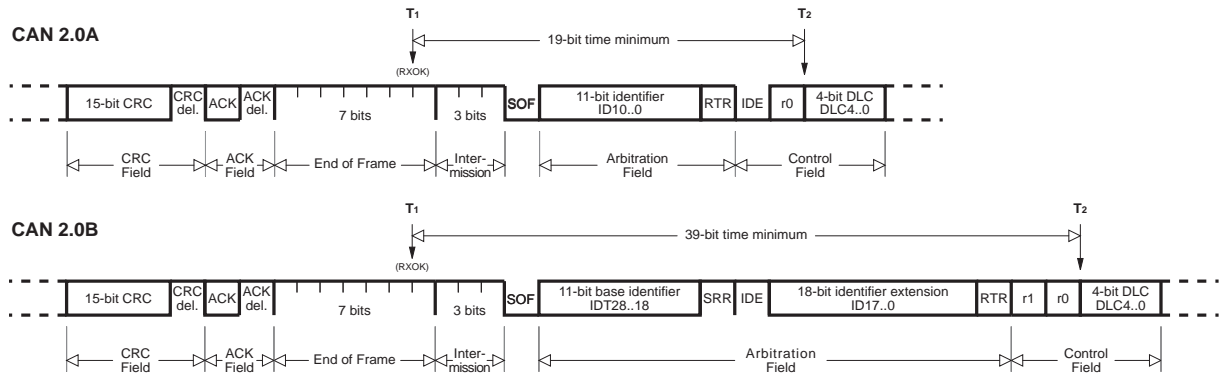 T1
T2
CAN 2.0A
19-bit time minimum
(RXOK)
15-bit CRC
CRC
del.
ACK
ACK
del.
7 bits
3 bits
SOF
11-bit identifier
ID10..0
RTR
IDE
r0
4-bit DLC
DLC4..0
CRC
Field
ACK
Field
End of Frame
Inter-
mission
Arbitration
Field
Control
Field
T1
T2
CAN 2.0B
39-bit time minimum
(RXOK)
15-bit CRC
CRC
del.
ACK
ACK
del.
7 bits
3 bits
SOF
11-bit base identifier
IDT28..18
SRR
IDE
18-bit identifier extension
ID17..0
RTR
r1
r0
4-bit DLC
DLC4..0
CRC
Field
ACK
Field
End of Frame
Inter-
mission
Arbitration
Field
Control
Field